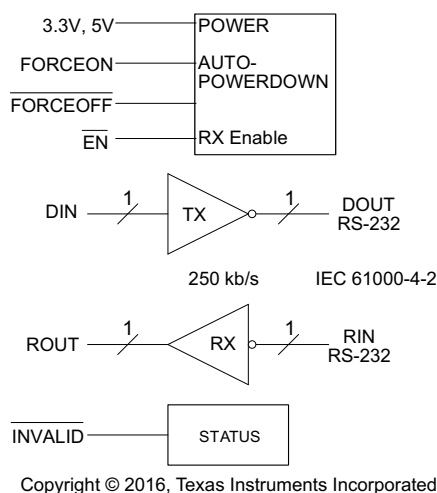 3.3V, 5V POWER
FORCEON AUTO-
POWERDOWN
FORCEOFF
EN RX Enable
1 1
DIN TX DOUT
RS-232
250 kb/s IEC 61000-4-2
1 1
ROUT RX RIN
RS-232
INVALID STATUS
Copyright © 2016, Texas Instruments Incorporated